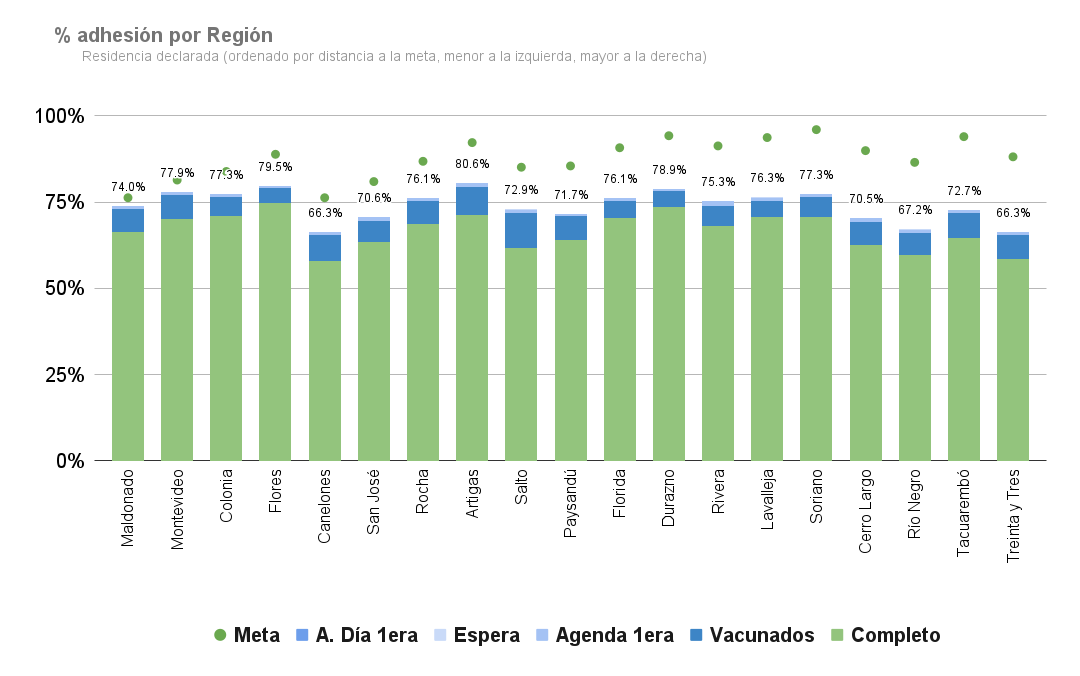 % adhesión por Región
Residencia declarada (ordenado por distancia a la meta, menor a la izquierda, mayor a la derecha)
100%
75%
50%
25%
0%
74.0%
77.9%
77.3%
79.5%
66.3%
70.6%
76.1%
80.6%
72.9%
71.7%
76.1%
78.9%
75.3%
76.3%
77.3%
70.5%
67.2%
72.7%
66.3%
Maldonado
Montevideo
Colonia
Flores
Canelones
San José
Rocha
Artigas
Salto
Paysandú
Florida
Durazno
Rivera
Lavalleja
Soriano
Cerro Largo
Río Negro
Tacuarembó
Treinta y Tres
Meta
A. Día 1era
Espera
Agenda 1era
Vacunados
Completo